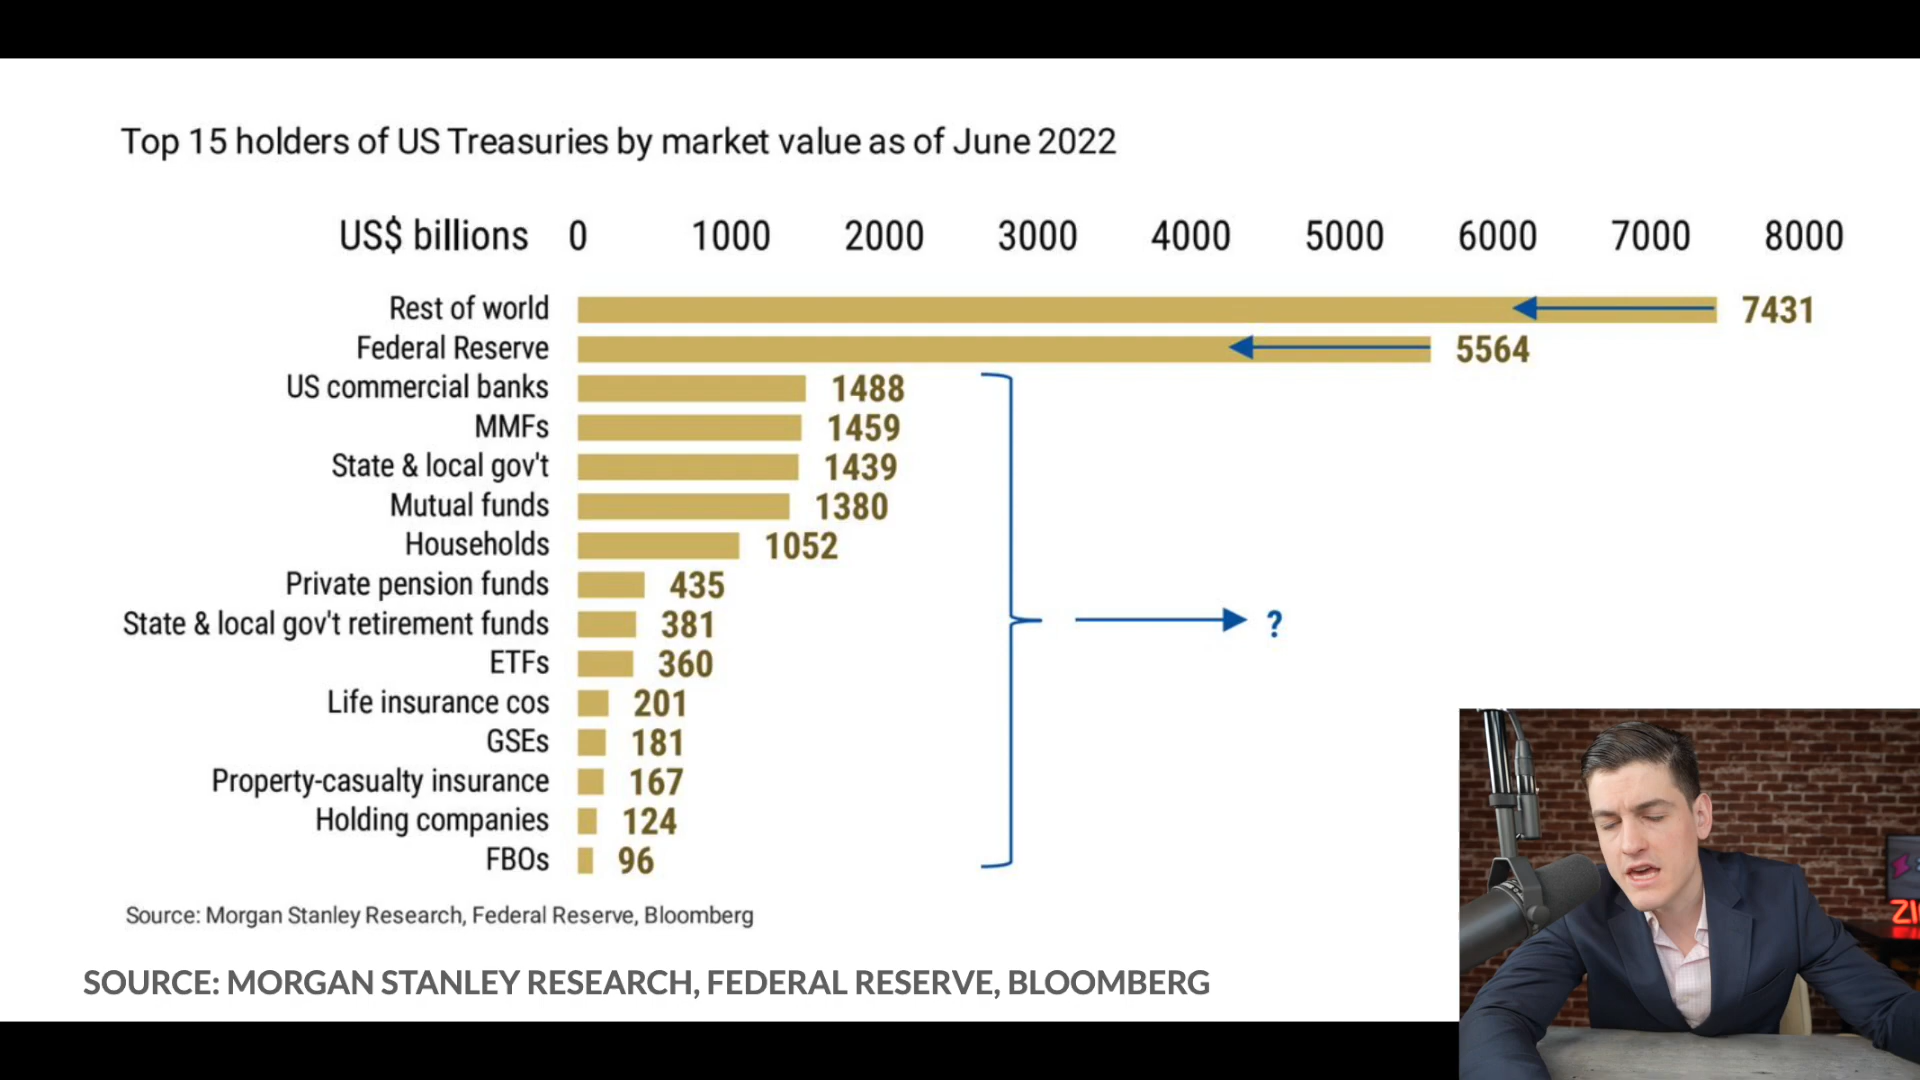 Top 15 holders of US Treasuries by market value as of June 2022
US$ billions 0 1000 2000 3000 4000 5000 6000 7000 8000
Rest of world 7431
Federal Reserve 5564
US commercial banks 1488
MMFs 1459
State & local gov't 1439
Mutual funds 1380
Households 1052
Private pension funds 435
State & local gov't retirement funds 381 ?
ETFs 360
Life insurance cos 201
GSEs 181
Property-casualty insurance 167
Holding companies 124
FBOs 96
Source: Morgan Stanley Research, Federal Reserve, Bloomberg
SOURCE: MORGAN STANLEY RESEARCH, FEDERAL RESERVE, BLOOMBERG